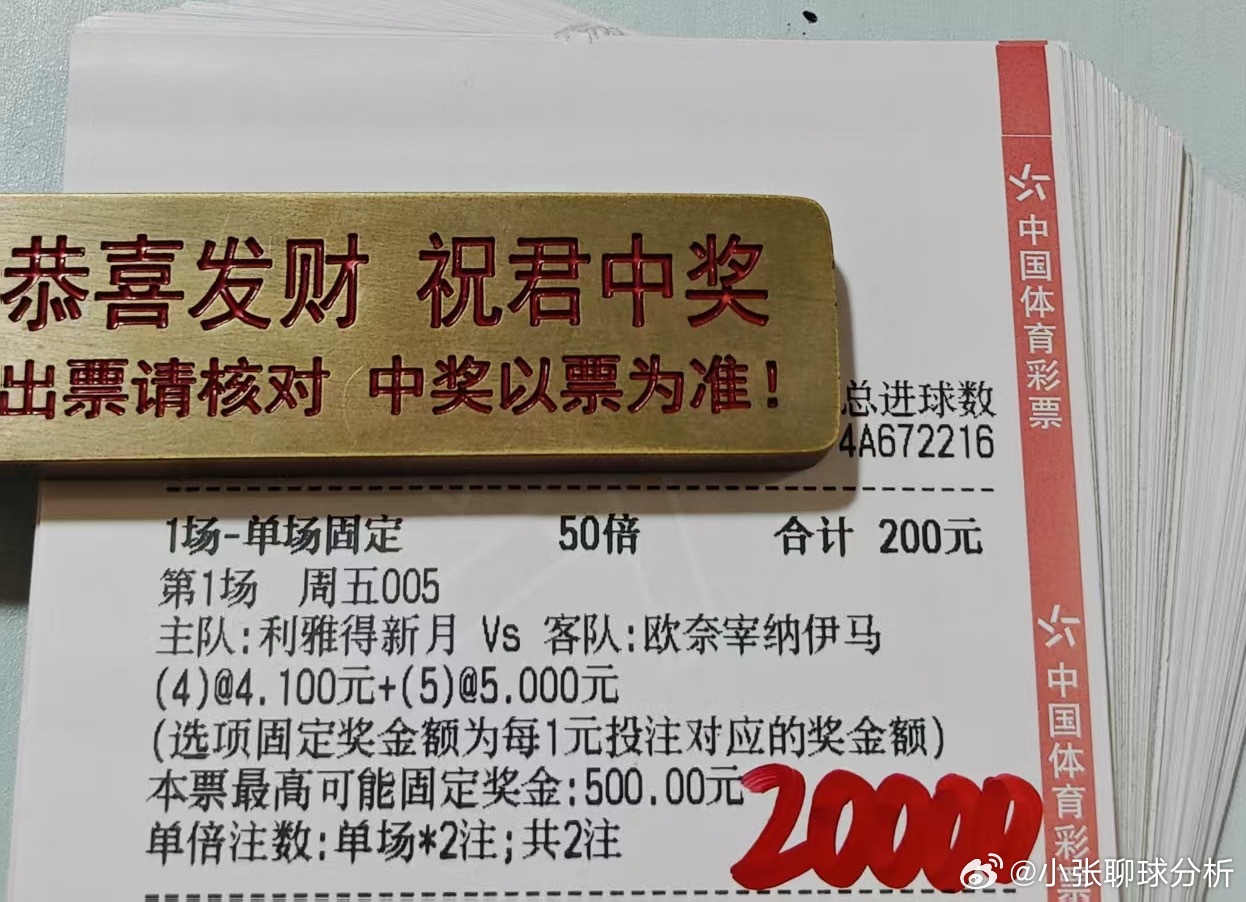 恭喜发财 祝君中奖
出票请核对 中奖以票为准!
总进球数
4A672216
1场-单场固定 50倍 合计 200元
第1场 周五005
主队:利雅得新月 Vs 客队:欧奈宰纳伊马
(4)@4.100元+(5)@5.000元
(选项固定奖金额为每1元投注对应的奖金额)
本票最高可能固定奖金:500.00元
单倍注数:单场*2注;共2注
20000
中国体育彩票
中国体育彩票
@小张聊球分析